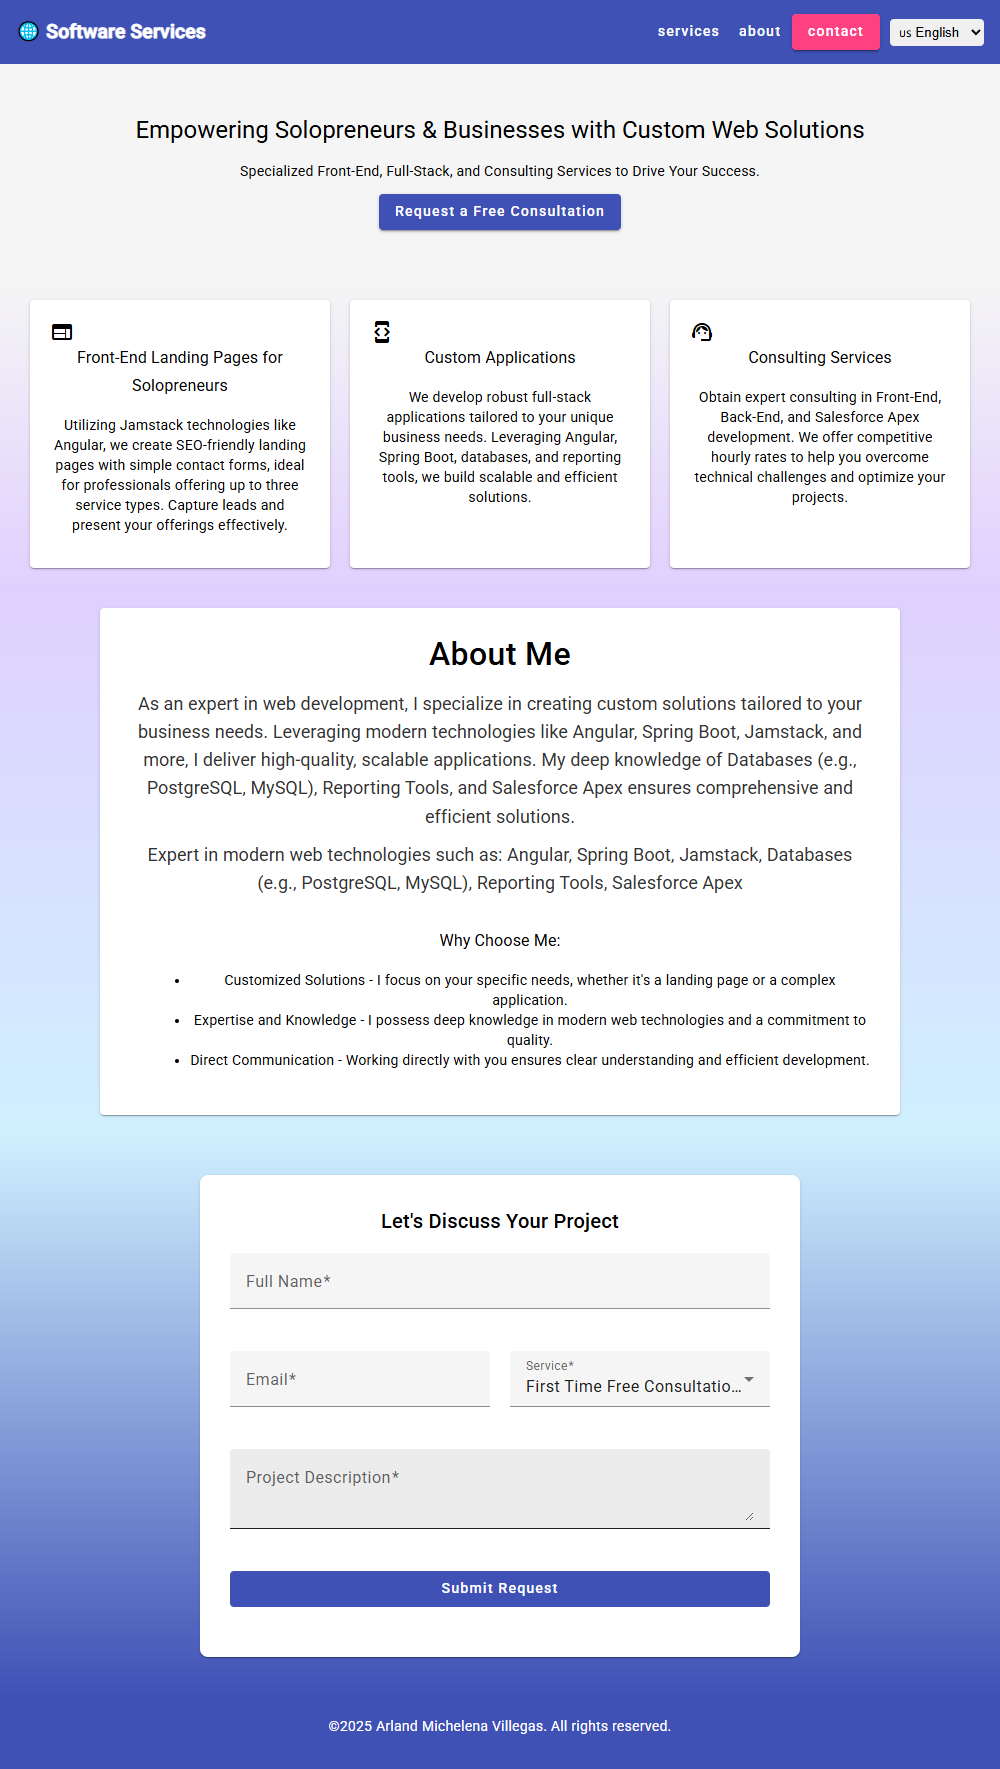 Software Services
services
about
contact
us English
Empowering Solopreneurs & Businesses with Custom Web Solutions
Specialized Front-End, Full-Stack, and Consulting Services to Drive Your Success.
Request a Free Consultation
Front-End Landing Pages for
Solopreneurs
Utilizing Jamstack technologies like
Angular, we create SEO-friendly landing
pages with simple contact forms, ideal
for professionals offering up to three
service types. Capture leads and
present your offerings effectively.
Custom Applications
We develop robust full-stack
applications tailored to your unique
business needs. Leveraging Angular,
Spring Boot, databases, and reporting
tools, we build scalable and efficient
solutions.
Consulting Services
Obtain expert consulting in Front-End,
Back-End, and Salesforce Apex
development. We offer competitive
hourly rates to help you overcome
technical challenges and optimize your
projects.
About Me
As an expert in web development, I specialize in creating custom solutions tailored to your
business needs. Leveraging modern technologies like Angular, Spring Boot, Jamstack, and
more, I deliver high-quality, scalable applications. My deep knowledge of Databases (e.g.,
PostgreSQL, MySQL), Reporting Tools, and Salesforce Apex ensures comprehensive and
efficient solutions.
Expert in modern web technologies such as: Angular, Spring Boot, Jamstack, Databases
(e.g., PostgreSQL, MySQL), Reporting Tools, Salesforce Apex
Why Choose Me:
• Customized Solutions - I focus on your specific needs, whether it's a landing page or a complex
application.
• Expertise and Knowledge - I possess deep knowledge in modern web technologies and a commitment to
quality.
• Direct Communication - Working directly with you ensures clear understanding and efficient development.
Let's Discuss Your Project
Full Name*
Email*
Service*
First Time Free Consultatio...
Project Description*
Submit Request
©2025 Arland Michelena Villegas. All rights reserved.